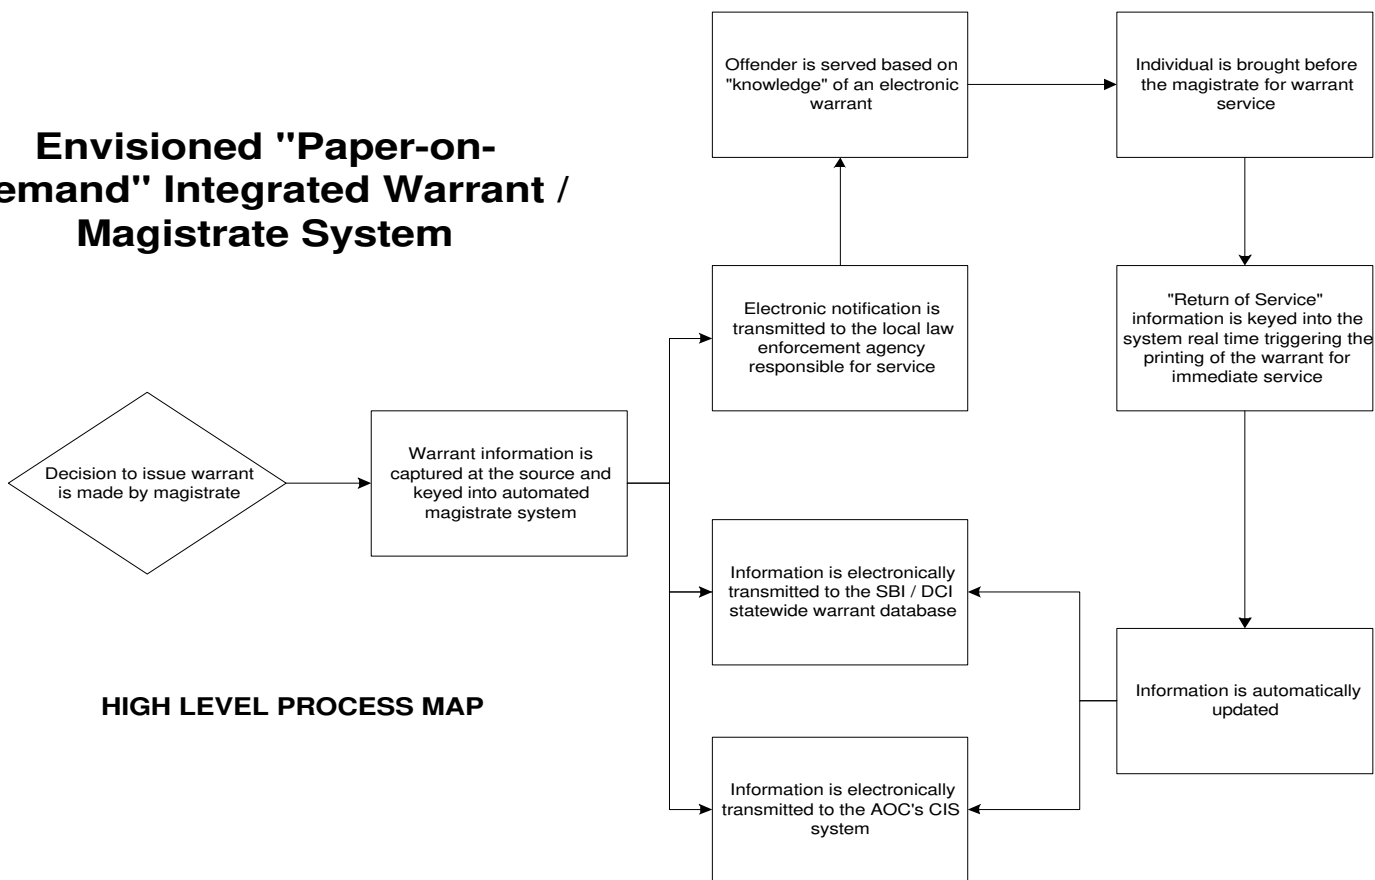 Envisioned "Paper-on-
emand" Integrated Warrant /
Magistrate System
HIGH LEVEL PROCESS MAP
Decision to issue warrant
is made by magistrate
Warrant information is
captured at the source and
keyed into automated
magistrate system
Electronic notification is
transmitted to the local law
enforcement agency
responsible for service
Offender is served based on
"knowledge" of an electronic
warrant
Individual is brought before
the magistrate for warrant
service
"Return of Service"
information is keyed into the
system real time triggering the
printing of the warrant for
immediate service
Information is automatically
updated
Information is electronically
transmitted to the SBI / DCI
statewide warrant database
Information is electronically
transmitted to the AOC's CIS
system